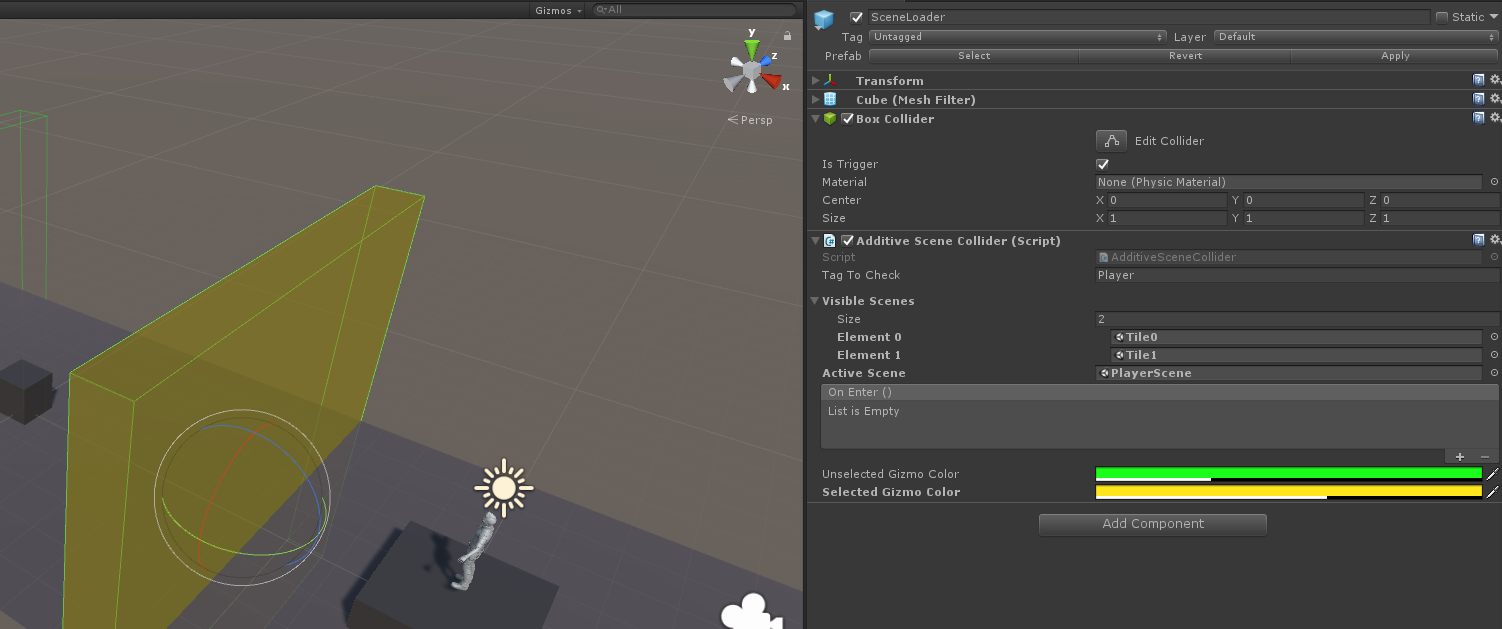 Gizmos
All
y
z
x
Persp
SceneLoader
Static
Tag Untagged Layer Default
Prefab Select Revert Apply
Transform
Cube (Mesh Filter)
Box Collider
Edit Collider
Is Trigger
Material None (Physic Material)
Center X 0 Y 0 Z 0
Size X 1 Y 1 Z 1
Additive Scene Collider (Script)
Script AdditiveSceneCollider
Tag To Check Player
Visible Scenes
Size 2
Element 0 Tile0
Element 1 Tile1
Active Scene PlayerScene
On Enter ()
List is Empty
Unselected Gizmo Color
Selected Gizmo Color
Add Component